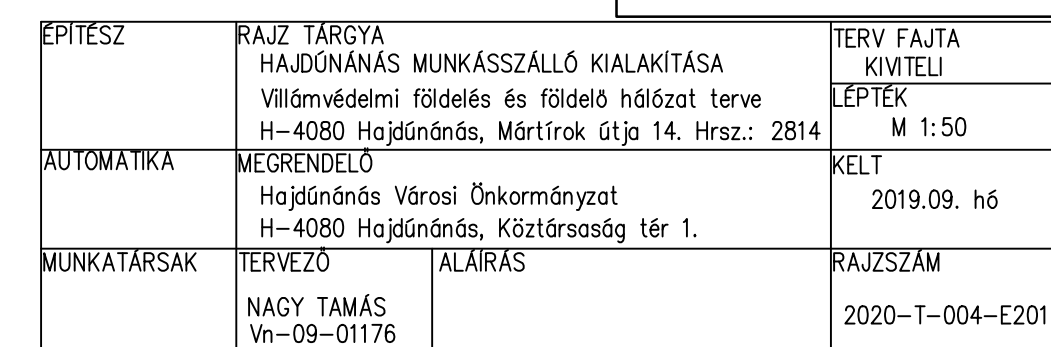 ÉPÍTÉSZ
RAJZ TÁRGYA
HAJDÚNÁNÁS MUNKÁSSZÁLLÓ KIALAKÍTÁSA
Villámvédelmi földelés és földelő hálózat terve
H-4080 Hajdúnánás, Mártírok útja 14. Hrsz.: 2814
TERV FAJTA
KIVITELI
LÉPTÉK
M 1:50
AUTOMATIKA
MEGRENDELŐ
Hajdúnánás Városi Önkormányzat
H-4080 Hajdúnánás, Köztársaság tér 1.
KELT
2019.09. hó
MUNKATÁRSAK
TERVEZŐ
NAGY TAMÁS
Vn-09-01176
ALÁÍRÁS
RAJZSZÁM
2020-T-004-E201